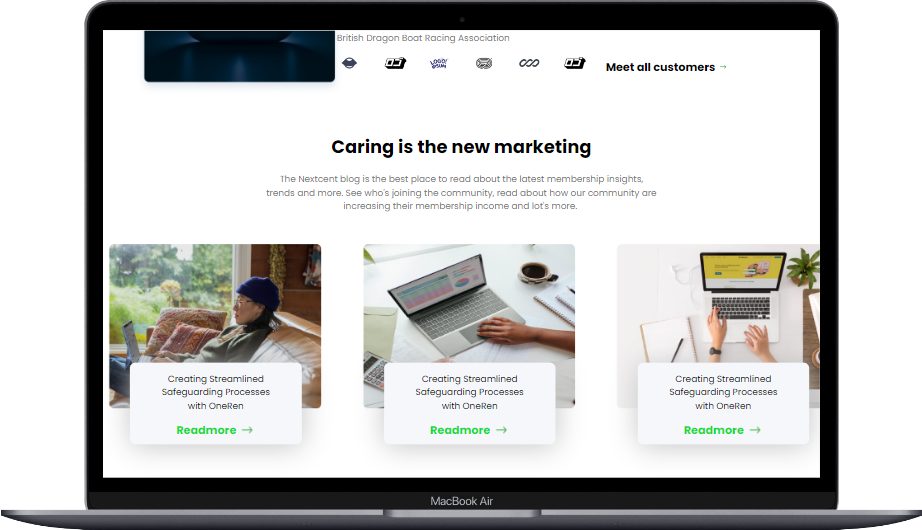 British Dragon Boat Racing Association
LOGO!
IPSUM
Meet all customers →
Caring is the new marketing
The Nextcent blog is the best place to read about the latest membership insights,
trends and more. See who's joining the community, read about how our community are
increasing their membership income and lot's more.
Creating Streamlined
Safeguarding Processes
with OneRen
Readmore →
Creating Streamlined
Safeguarding Processes
with OneRen
Readmore →
Creating Streamlined
Safeguarding Processes
with OneRen
Readmore →
MacBook Air